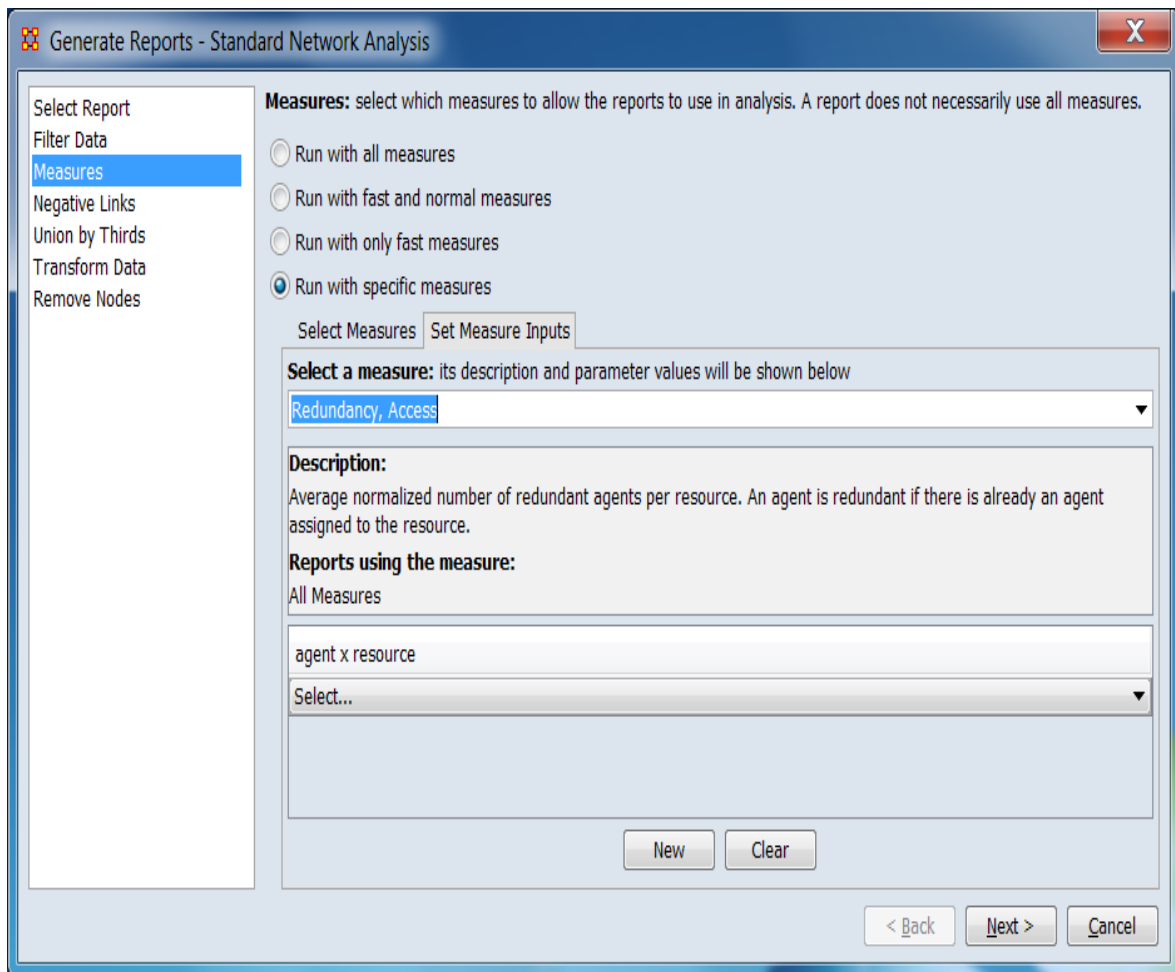 Generate Reports - Standard Network Analysis
X
Select Report
Filter Data
Measures
Negative Links
Union by Thirds
Transform Data
Remove Nodes
Measures: select which measures to allow the reports to use in analysis. A report does not necessarily use all measures.
Run with all measures
Run with fast and normal measures
Run with only fast measures
Run with specific measures
Select Measures Set Measure Inputs
Select a measure: its description and parameter values will be shown below
Redundancy, Access
Description:
Average normalized number of redundant agents per resource. An agent is redundant if there is already an agent
assigned to the resource.
Reports using the measure:
All Measures
agent x resource
Select...
New Clear
< Back Next > Cancel